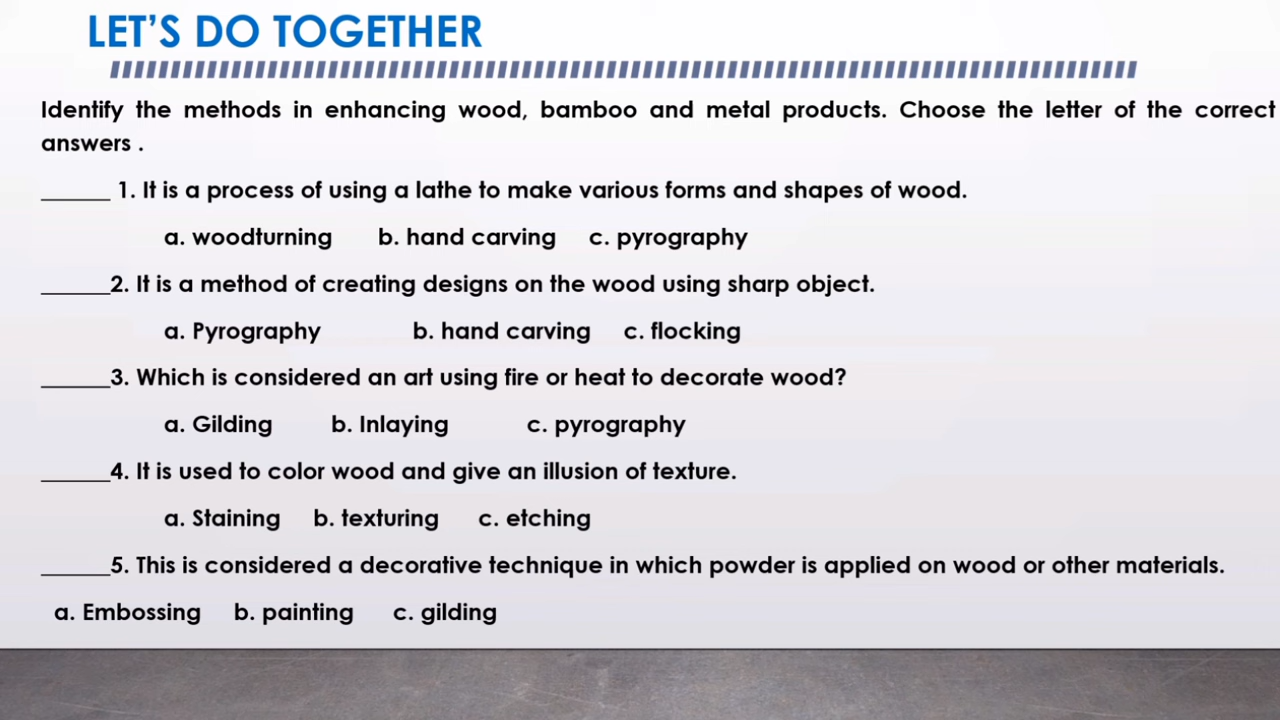 LET’S DO TOGETHER
Identify the methods in enhancing wood, bamboo and metal products. Choose the letter of the correct
answers .
______ 1. It is a process of using a lathe to make various forms and shapes of wood.
a. woodturning b. hand carving c. pyrography
______2. It is a method of creating designs on the wood using sharp object.
a. Pyrography b. hand carving c. flocking
______3. Which is considered an art using fire or heat to decorate wood?
a. Gilding b. Inlaying c. pyrography
______4. It is used to color wood and give an illusion of texture.
a. Staining b. texturing c. etching
______5. This is considered a decorative technique in which powder is applied on wood or other materials.
a. Embossing b. painting c. gilding